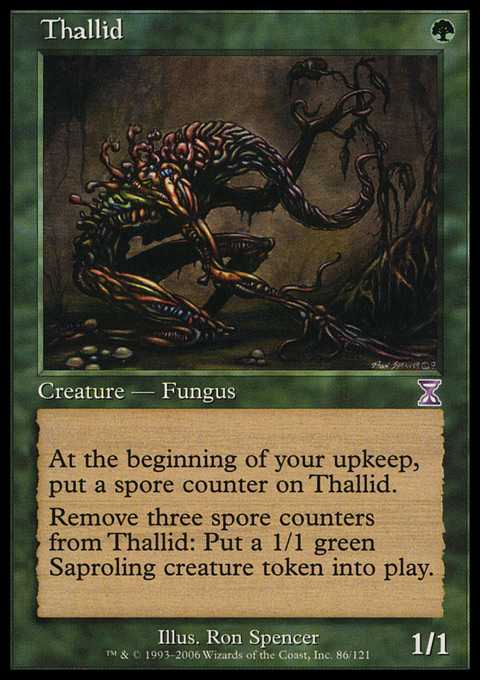 Thallid
Ron Spencer
Creature — Fungus
At the beginning of your upkeep,
put a spore counter on Thallid.
Remove three spore counters
from Thallid: Put a 1/1 green
Saproling creature token into play.
Illus. Ron Spencer
1/1
™ & © 1993–2006 Wizards of the Coast, Inc. 86/121